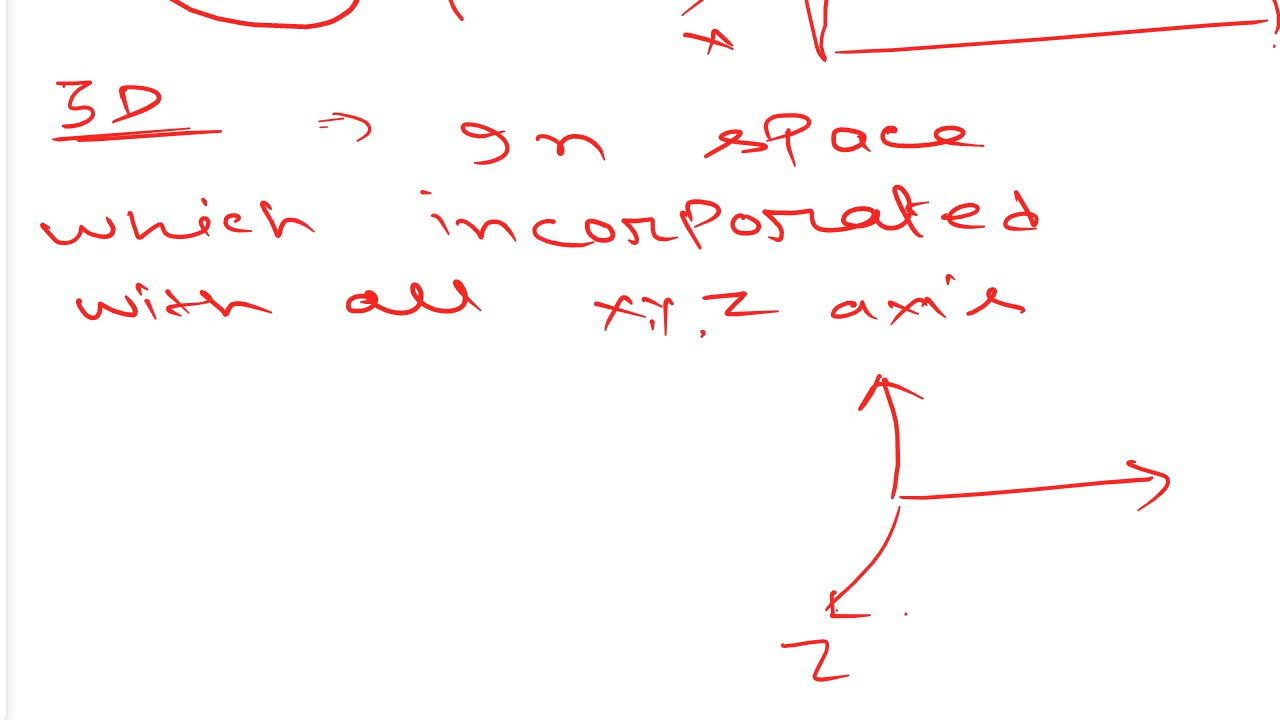 x
3D ⇒ In space
which incorporated
with all x,y,z axis
z